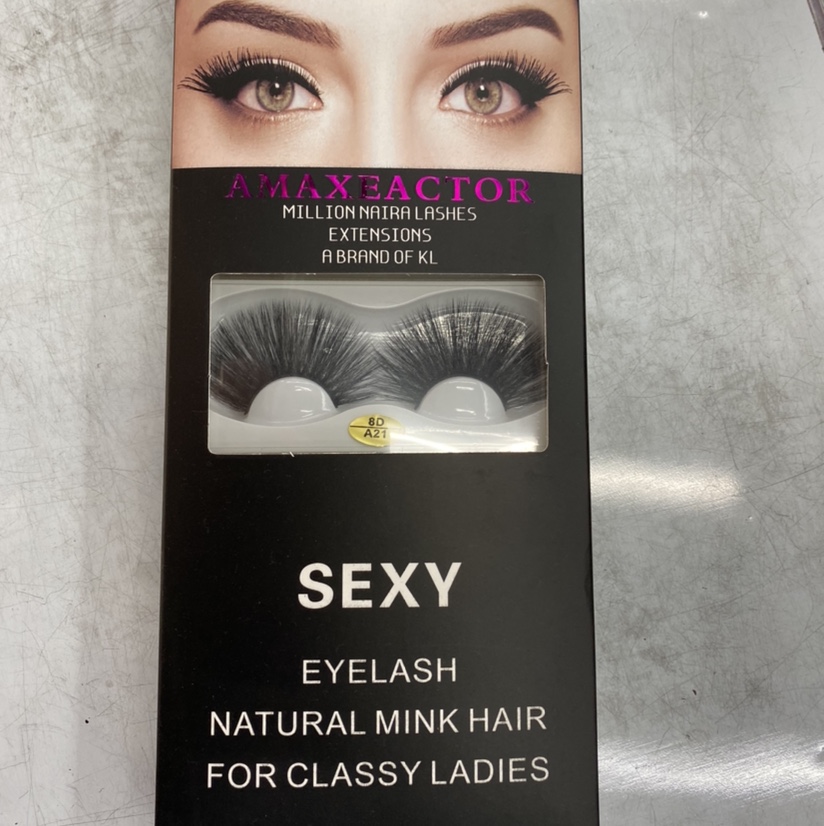 AMAXEACTOR
MILLION NAIRA LASHES
EXTENSIONS
A BRAND OF KL
8D
A21
SEXY
EYELASH
NATURAL MINK HAIR
FOR CLASSY LADIES